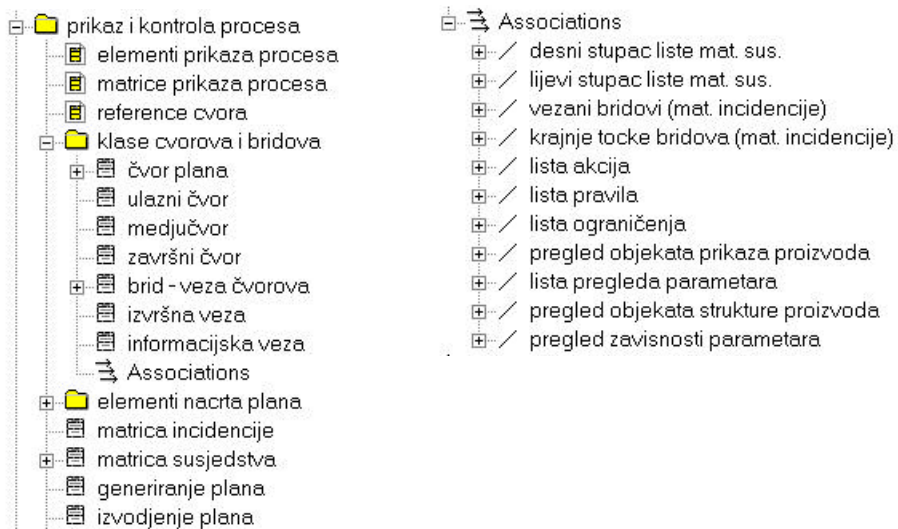 prikaz i kontrola procesa
elementi prikaza procesa
matrice prikaza procesa
reference cvora
klase cvorova i bridova
čvor plana
ulazni čvor
medjučvor
završni čvor
brid - veza čvorova
izvršna veza
informacijska veza
Associations
elementi nacrta plana
matrica incidencije
matrica susjedstva
generiranje plana
izvodjenje plana
Associations
desni stupac liste mat. sus.
lijevi stupac liste mat. sus.
vezani bridovi (mat. incidencije)
krajnje tocke bridova (mat. incidencije)
lista akcija
lista pravila
lista ograničenja
pregled objekata prikaza proizvoda
lista pregleda parametara
pregled objekata strukture proizvoda
pregled zavisnosti parametara